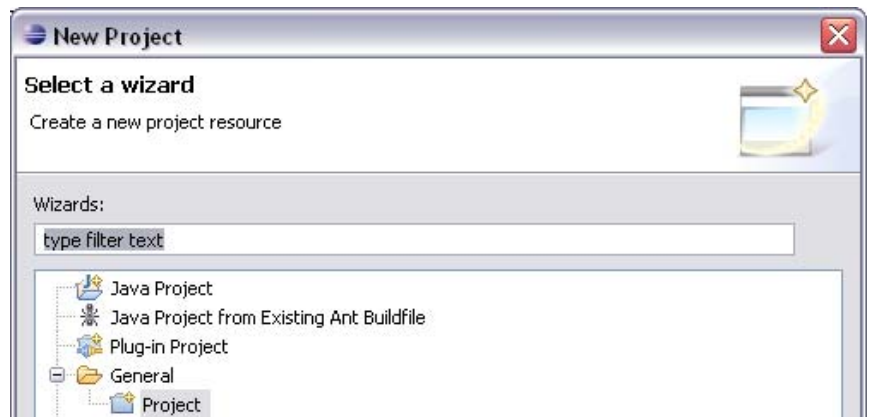 New Project
Select a wizard
Create a new project resource
Wizards:
type filter text
Java Project
Java Project from Existing Ant Buildfile
Plug-in Project
General
Project